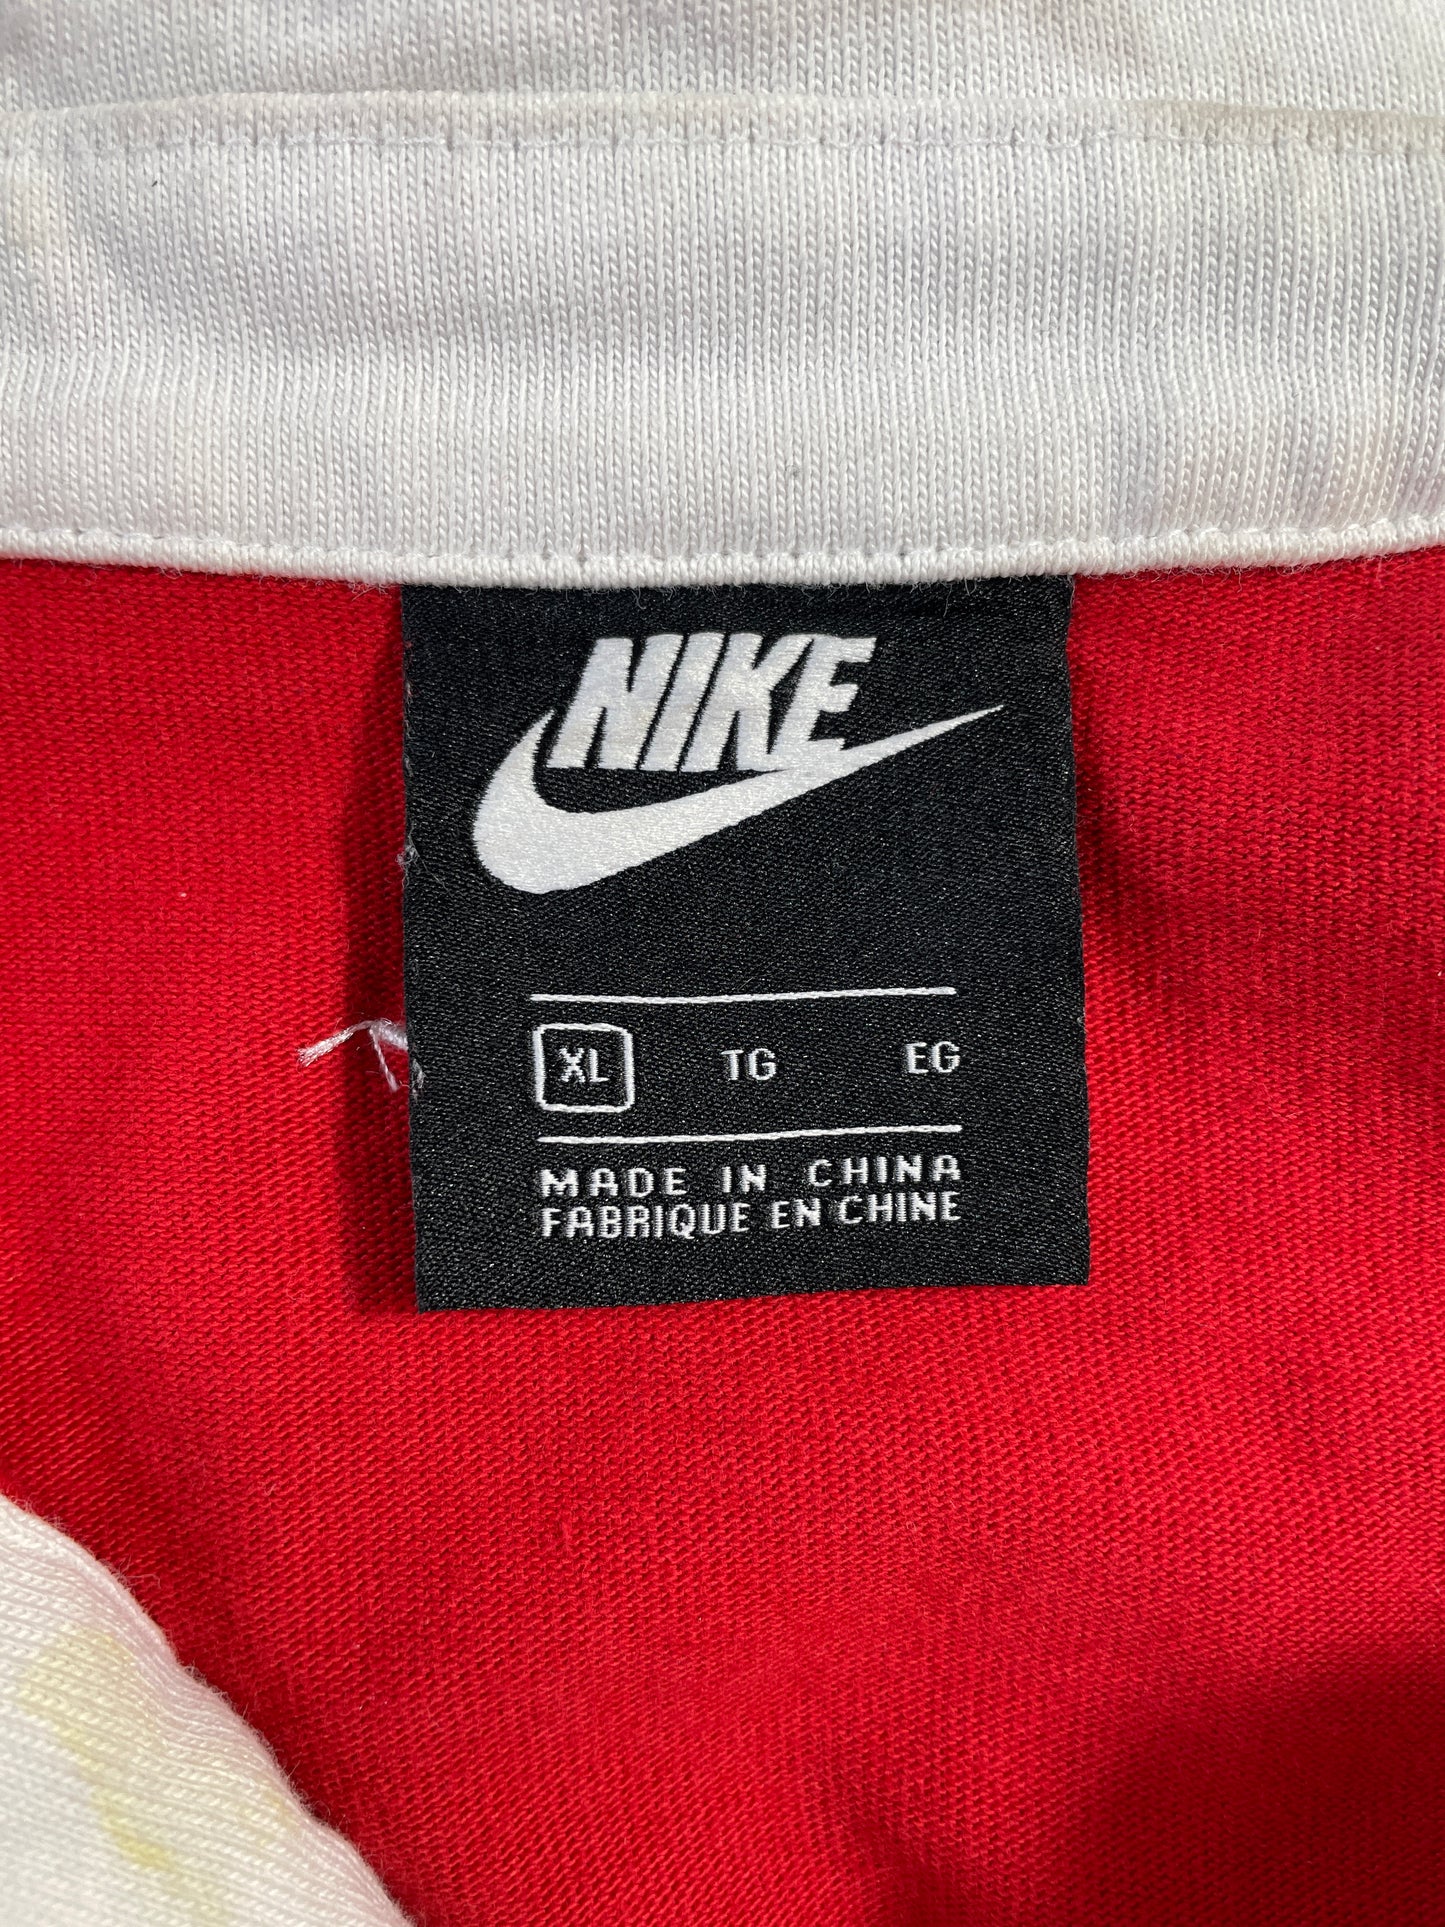 NIKE
XL TG EG
MADE IN CHINA
FABRIQUE EN CHINE